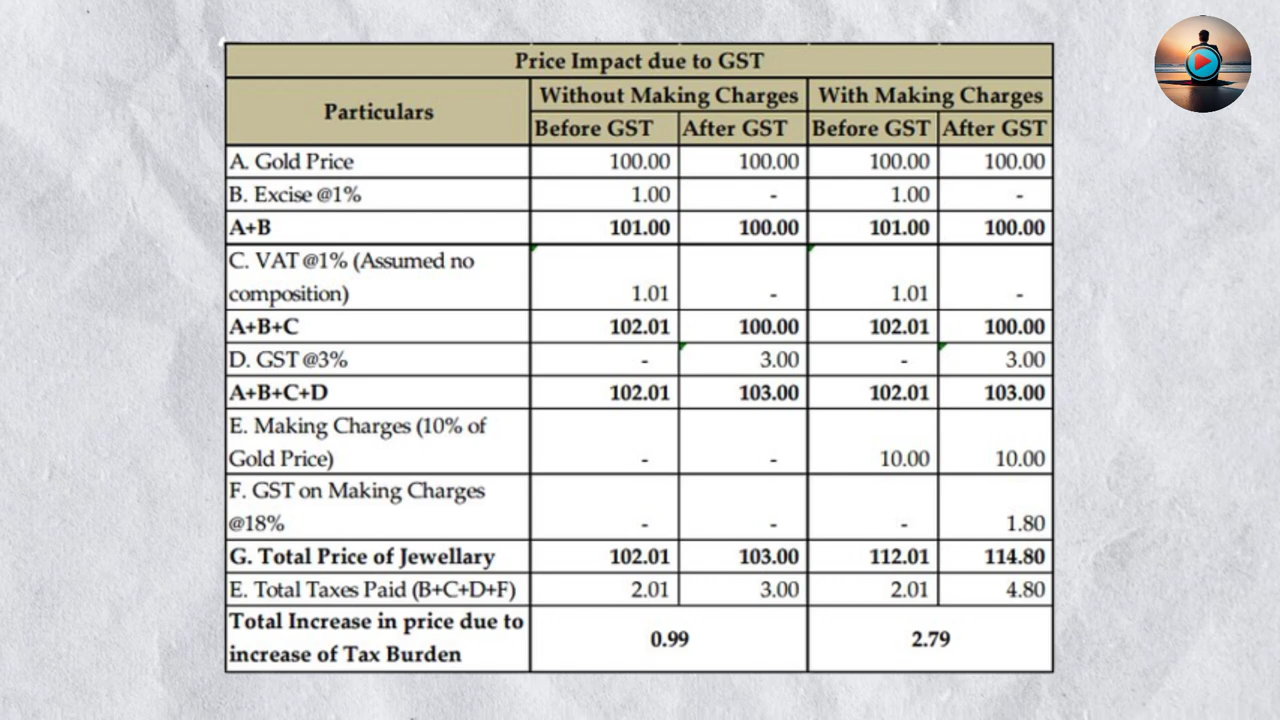 Price Impact due to GST
Particulars
Without Making Charges With Making Charges
Before GST After GST Before GST After GST
A. Gold Price 100.00 100.00 100.00 100.00
B. Excise @1% 1.00 - 1.00 -
A+B 101.00 100.00 101.00 100.00
C. VAT @1% (Assumed no
composition) 1.01 - 1.01 -
A+B+C 102.01 100.00 102.01 100.00
D. GST @3% - 3.00 - 3.00
A+B+C+D 102.01 103.00 102.01 103.00
E. Making Charges (10% of
Gold Price) - - 10.00 10.00
F. GST on Making Charges
@18% - - - 1.80
G. Total Price of Jewellary 102.01 103.00 112.01 114.80
E. Total Taxes Paid (B+C+D+F) 2.01 3.00 2.01 4.80
Total Increase in price due to
increase of Tax Burden 0.99 2.79